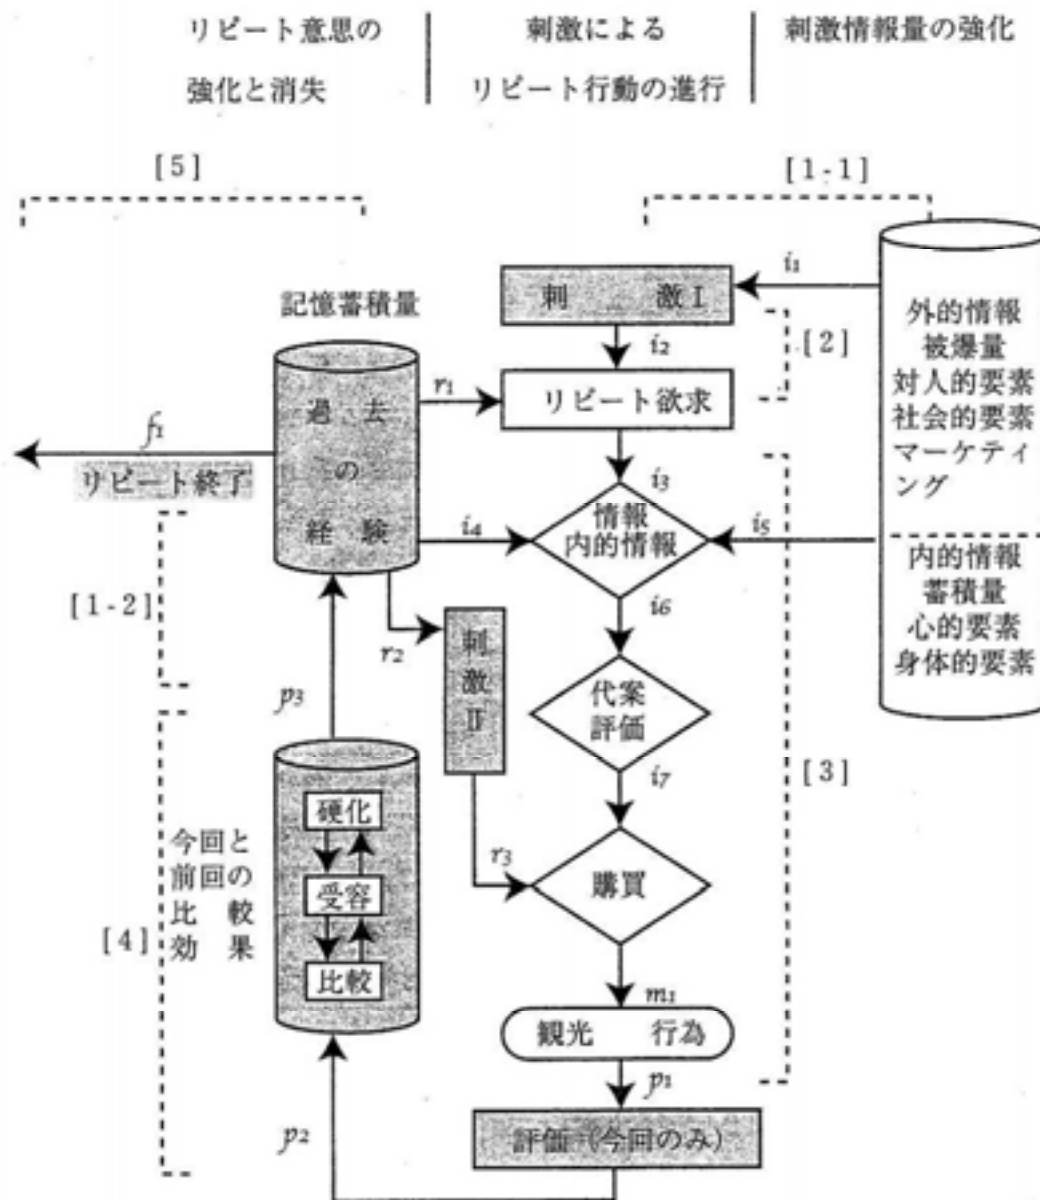 リピート意思の
強化と消失
刺激による
リピート行動の進行
刺激情報量の強化
[5]
[1-1]
i1
刺 激I
外的情報
被爆量
対人的要素
社会的要素
マーケティ
ング
[2]
i2
記憶蓄積量
r1
リピート欲求
過 去
の
経 験
f1
リピート終了
i3
情報
内的情報
i4
i5
内的情報
蓄積量
心的要素
身体的要素
[1-2]
i6
r2
刺
激
II
p3
代案
評価
[3]
i7
硬化
受容
比較
今回と
前回の
比 較
効 果
[4]
r3
購買
m1
観光 行為
p1
評価(今回のみ)
p2